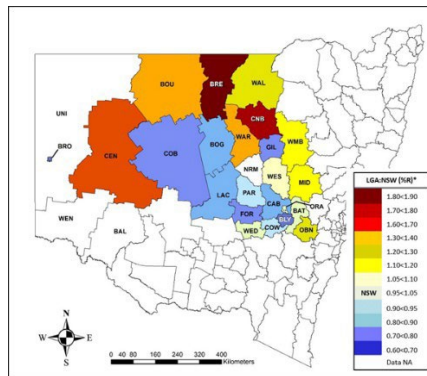 BOU
BRE
WAL
UNI
CNB
BRO
CEN
COB
BOG
WAR
GIL
WMB
NRM
WES
MID
LAC
PAR
WEN
BAL
FOR
CAB
BAT
ORA
BLY
WED
COW
OBN
LGA:NSW (%R)*
1.80<1.90
1.70<1.80
1.60<1.70
1.30<1.40
1.20<1.30
1.10<1.20
1.05<1.10
NSW 0.95<1.05
0.90<0.95
0.80<0.90
0.70<0.80
0.60<0.70
Data NA
N
W E
S
0 40 80 160 240 320 400
Kilometers